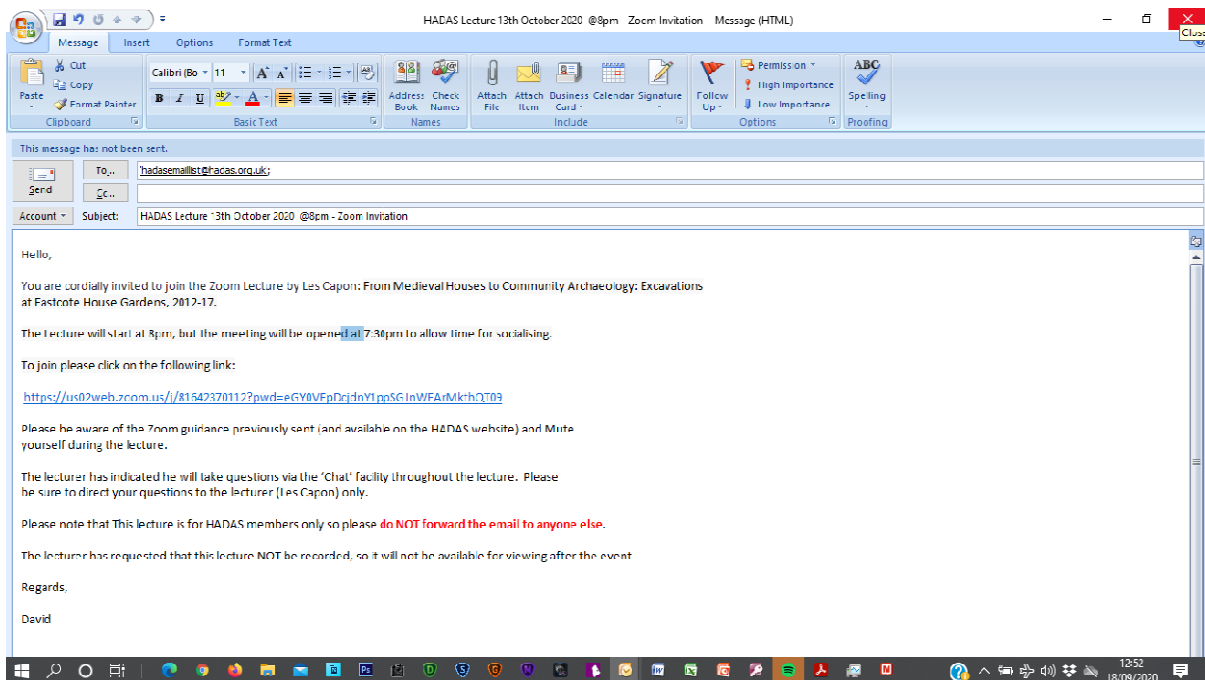 HADAS Lecture 13th October 2020 @8pm - Zoom Invitation - Message (HTML)
Close
Message Insert Options Format Text
Cut
Copy
Format Painter
Paste
Clipboard
Calibri (Bo 11
B I U
Basic Text
Address Book
Check Names
Names
Attach File
Attach Item
Business Card
Calendar
Signature
Include
Follow Up
Permission
High Importance
Low Importance
Options
ABC
Spelling
Proofing
This message has not been sent.
Send
To...
'hadasemaillist@hadas.org.uk';
Cc...
Account
Subject:
HADAS Lecture 13th October 2020 @8pm - Zoom Invitation
Hello,
You are cordially invited to join the Zoom Lecture by Les Capon: From Medieval Houses to Community Archaeology: Excavations
at Eastcote House Gardens, 2012-17.
The Lecture will start at 8pm, but the meeting will be opened at 7:30pm to allow time for socialising.
To join please click on the following link:
Please be aware of the Zoom guidance previously sent (and available on the HADAS website) and Mute
yourself during the lecture.
The lecturer has indicated he will take questions via the 'Chat' facility throughout the lecture. Please
be sure to direct your questions to the lecturer (Les Capon) only.
Please note that This lecture is for HADAS members only so please do NOT forward the email to anyone else.
The lecturer has requested that this lecture NOT be recorded, so it will not be available for viewing after the event
Regards,
David
12:52
18/09/2020